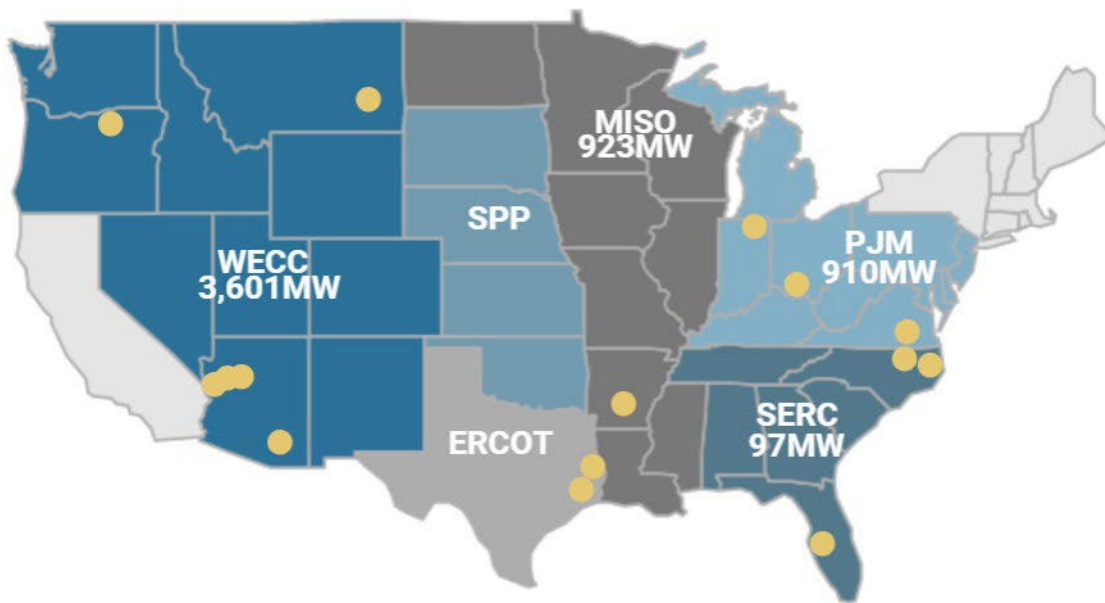 MISO
923MW
SPP
PJM
910MW
WECC
3,601MW
SERC
97MW
ERCOT